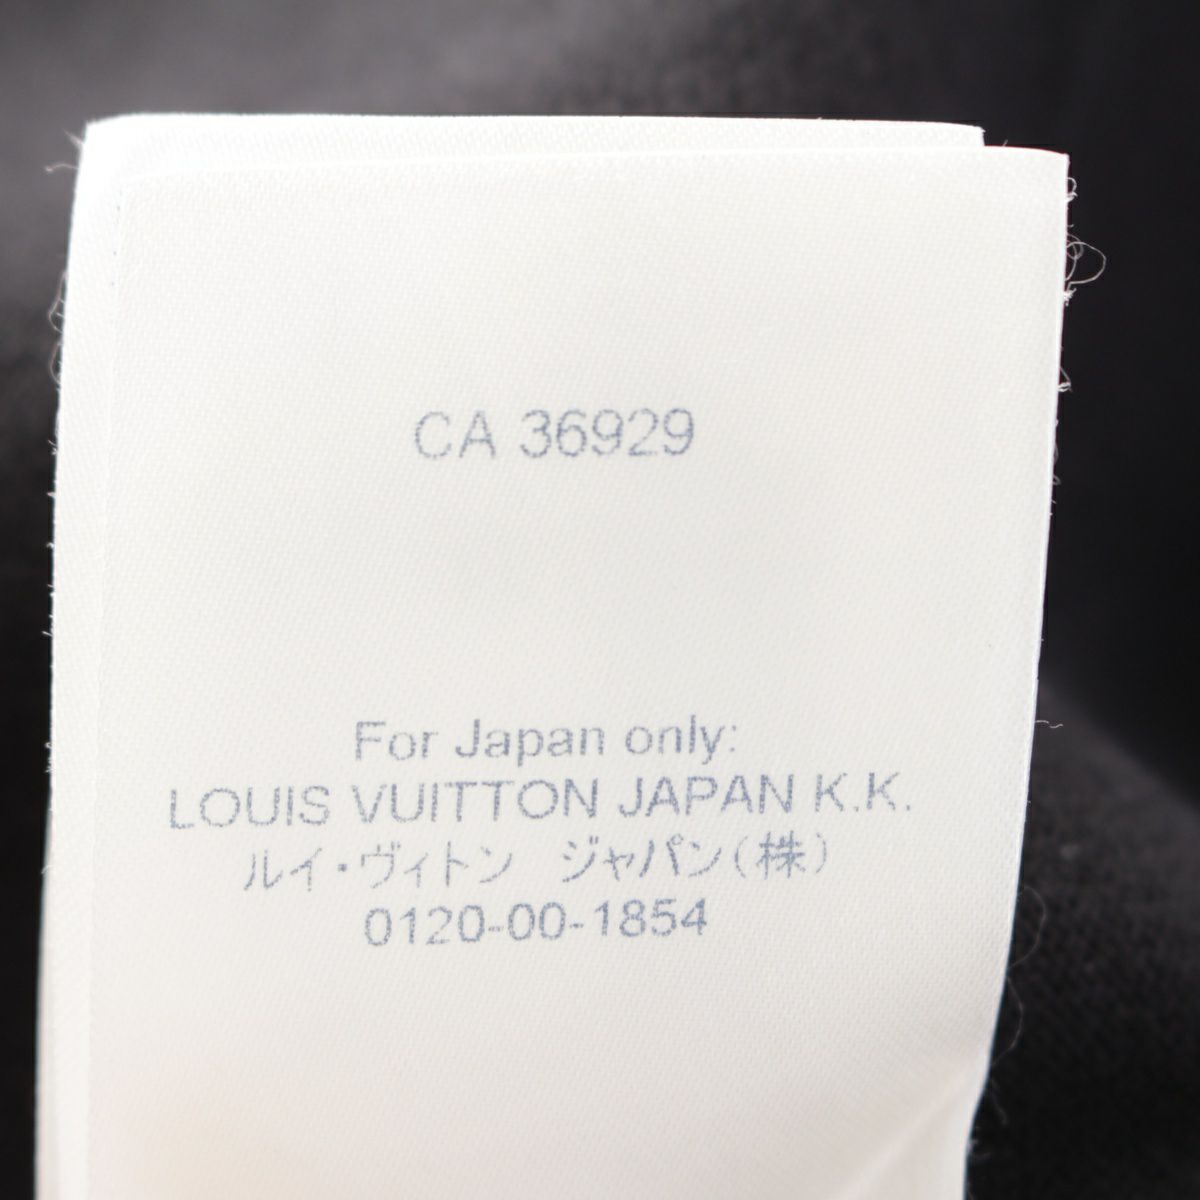 CA 36929
For Japan only:
LOUIS VUITTON JAPAN K.K.
ルイ・ヴィトン　ジャパン(株)
0120-00-1854